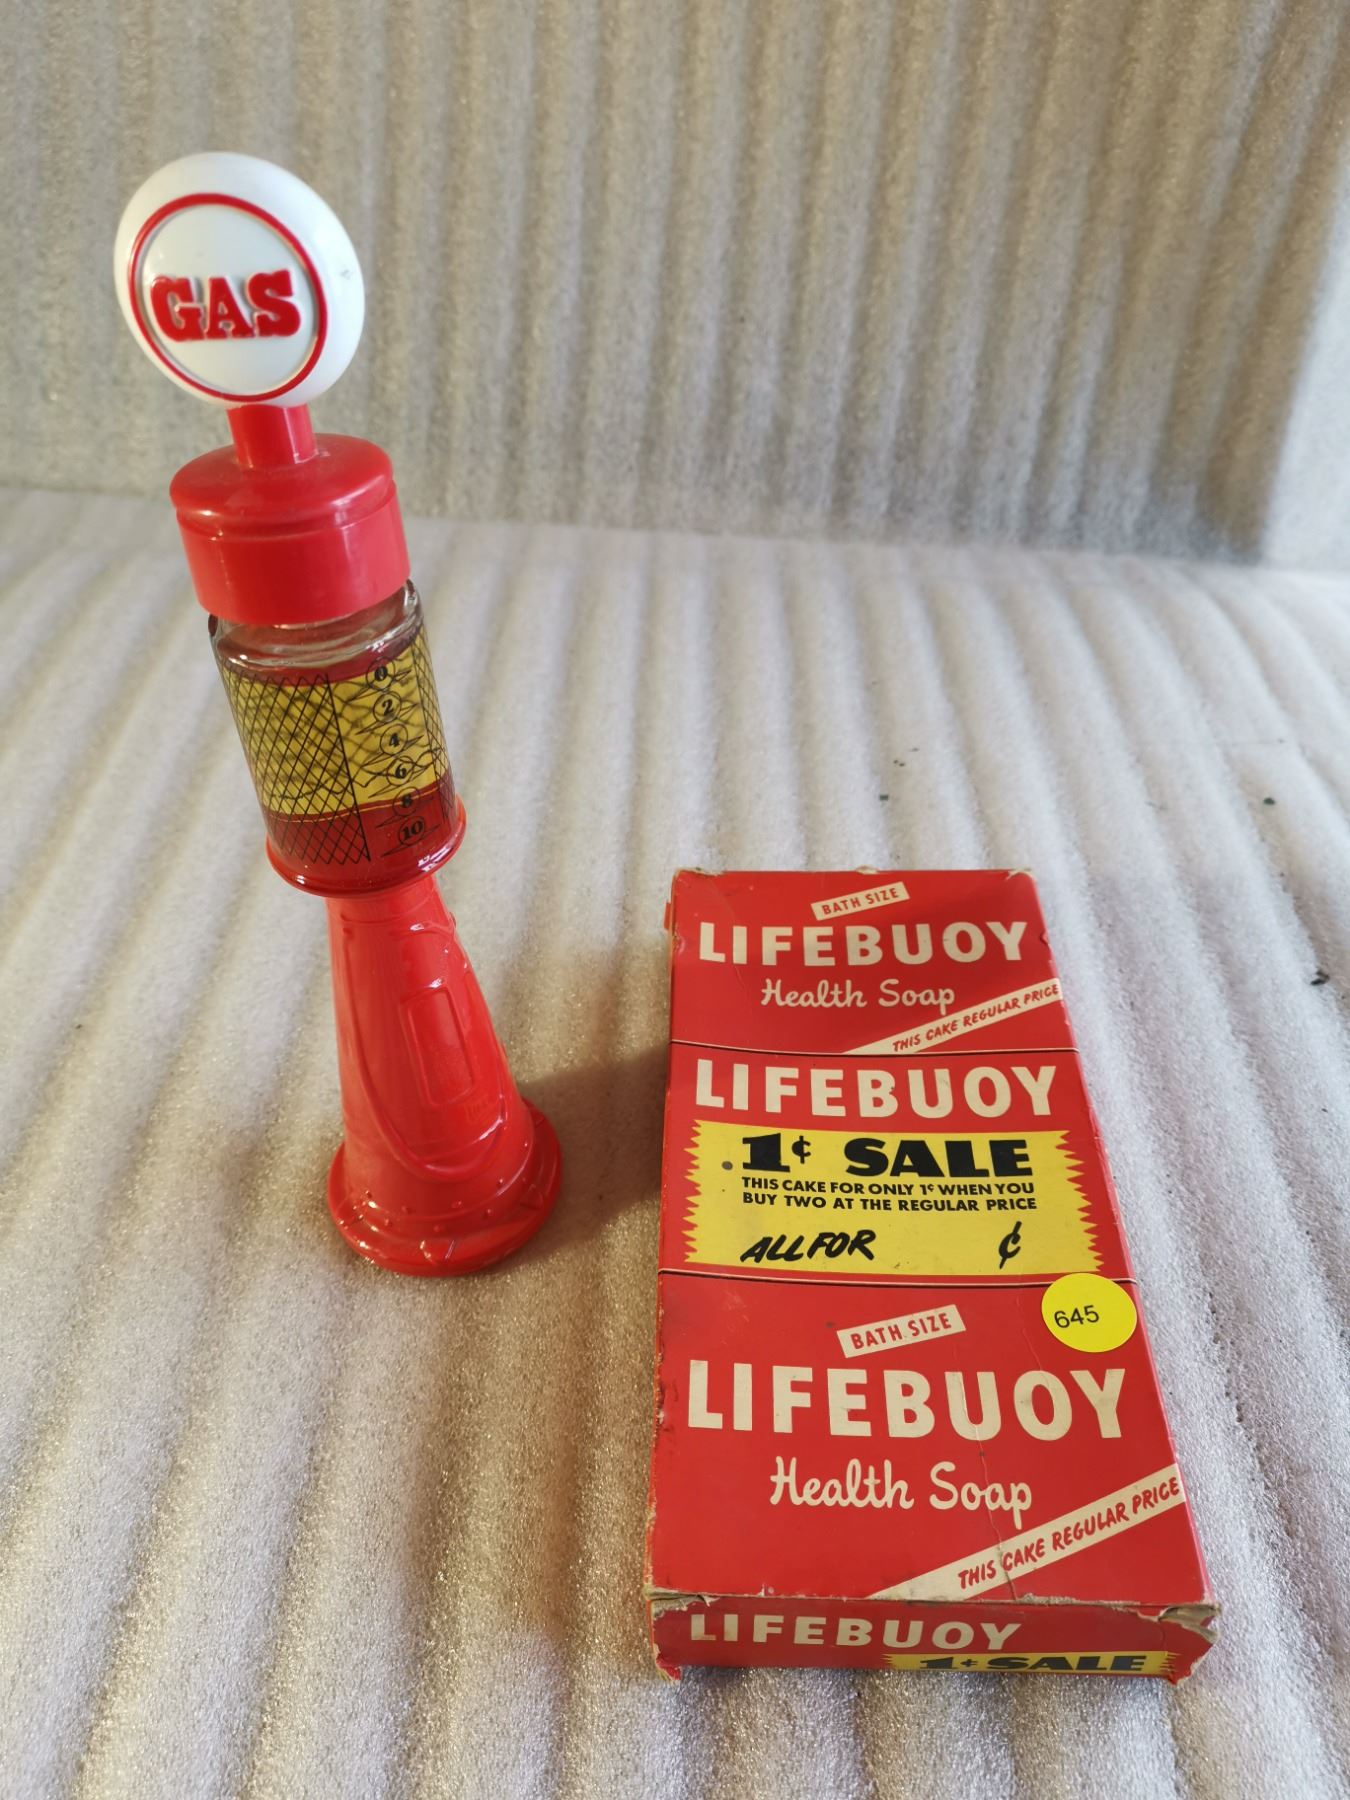 GAS
0
2
4
6
8
10
BATH SIZE
LIFEBUOY
Health Soap
THIS CAKE REGULAR PRICE
LIFEBUOY
1¢ SALE
THIS CAKE FOR ONLY 1¢ WHEN YOU
BUY TWO AT THE REGULAR PRICE
ALL FOR ¢
645
BATH SIZE
LIFEBUOY
Health Soap
THIS CAKE REGULAR PRICE
LIFEBUOY
1¢ SALE